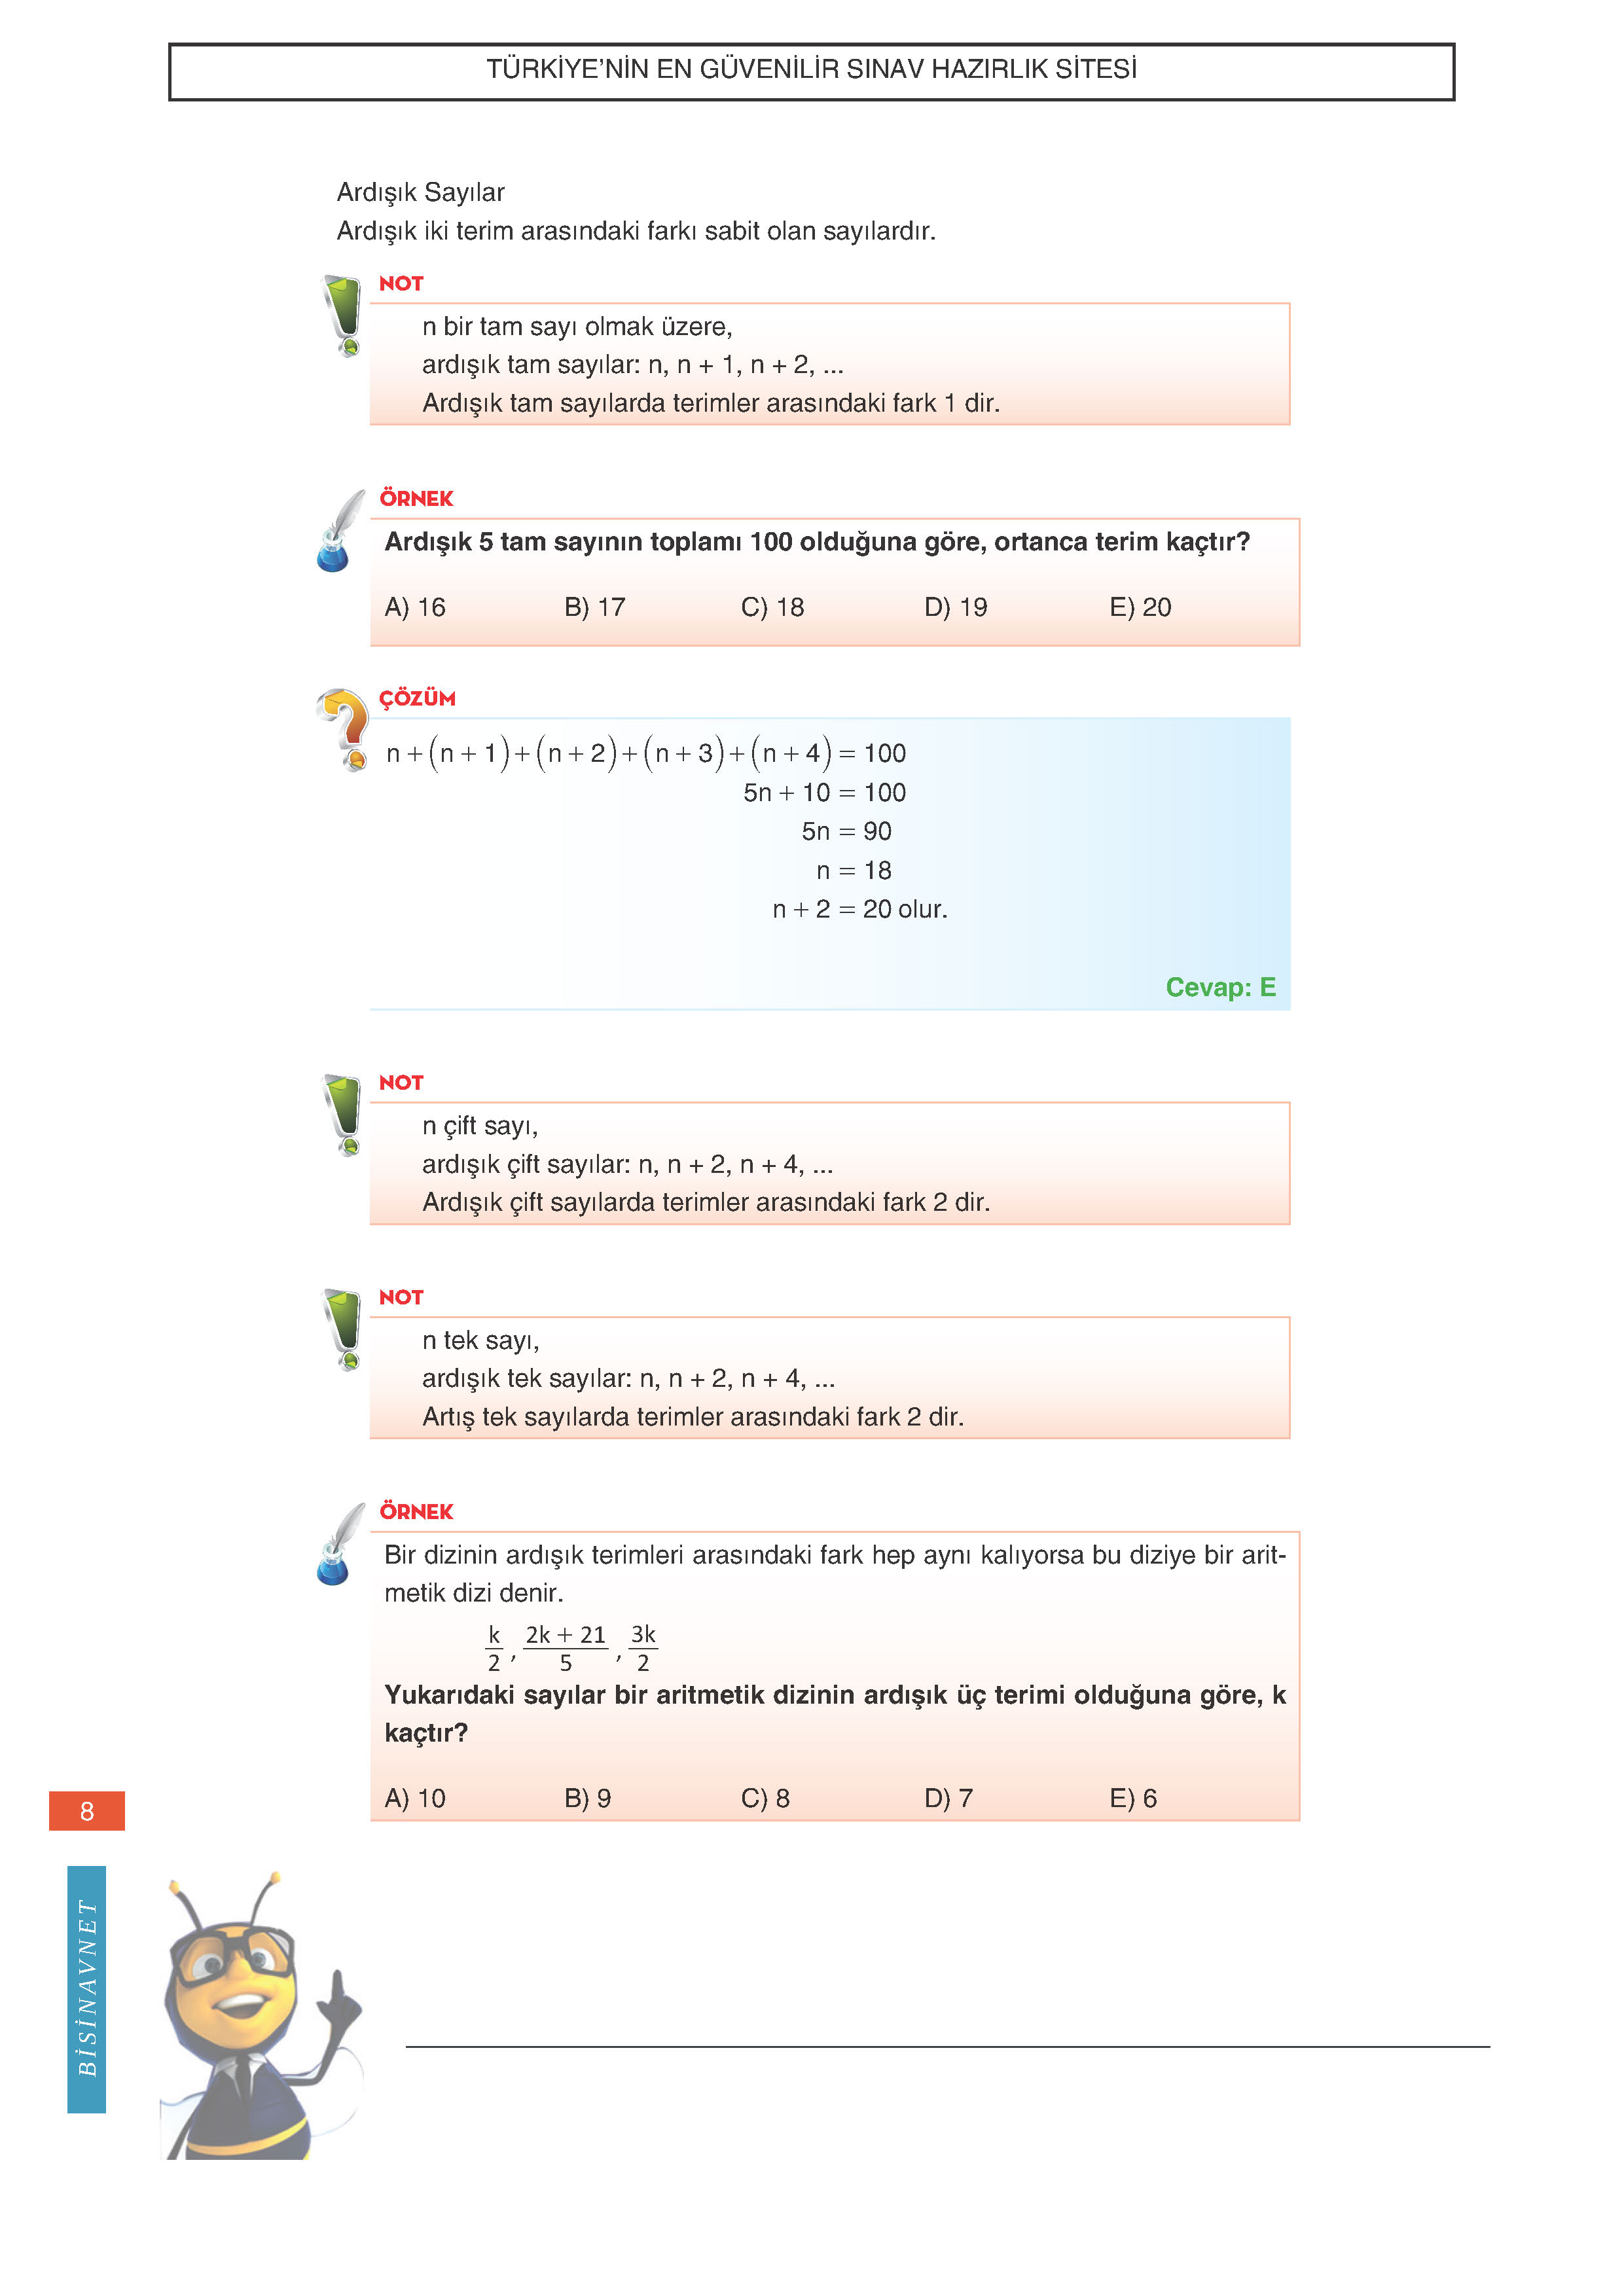 TÜRKİYE’NİN EN GÜVENİLİR SINAV HAZIRLIK SİTESİ
Ardışık Sayılar
Ardışık iki terim arasındaki farkı sabit olan sayılardır.
NOT
n bir tam sayı olmak üzere,
ardışık tam sayılar: n, n + 1, n + 2, ...
Ardışık tam sayılarda terimler arasındaki fark 1 dir.
ÖRNEK
Ardışık 5 tam sayının toplamı 100 olduğuna göre, ortanca terim kaçtır?
A) 16 B) 17 C) 18 D) 19 E) 20
ÇÖZÜM
n + (n + 1) + (n + 2) + (n + 3) + (n + 4) = 100
5n + 10 = 100
5n = 90
n = 18
n + 2 = 20 olur.
Cevap: E
NOT
n çift sayı,
ardışık çift sayılar: n, n + 2, n + 4, ...
Ardışık çift sayılarda terimler arasındaki fark 2 dir.
NOT
n tek sayı,
ardışık tek sayılar: n, n + 2, n + 4, ...
Artış tek sayılarda terimler arasındaki fark 2 dir.
ÖRNEK
Bir dizinin ardışık terimleri arasındaki fark hep aynı kalıyorsa bu diziye bir arit-
metik dizi denir.
k/2, (2k + 21)/5, 3k/2
Yukarıdaki sayılar bir aritmetik dizinin ardışık üç terimi olduğuna göre, k
kaçtır?
A) 10 B) 9 C) 8 D) 7 E) 6
8
BİSİNAVNET